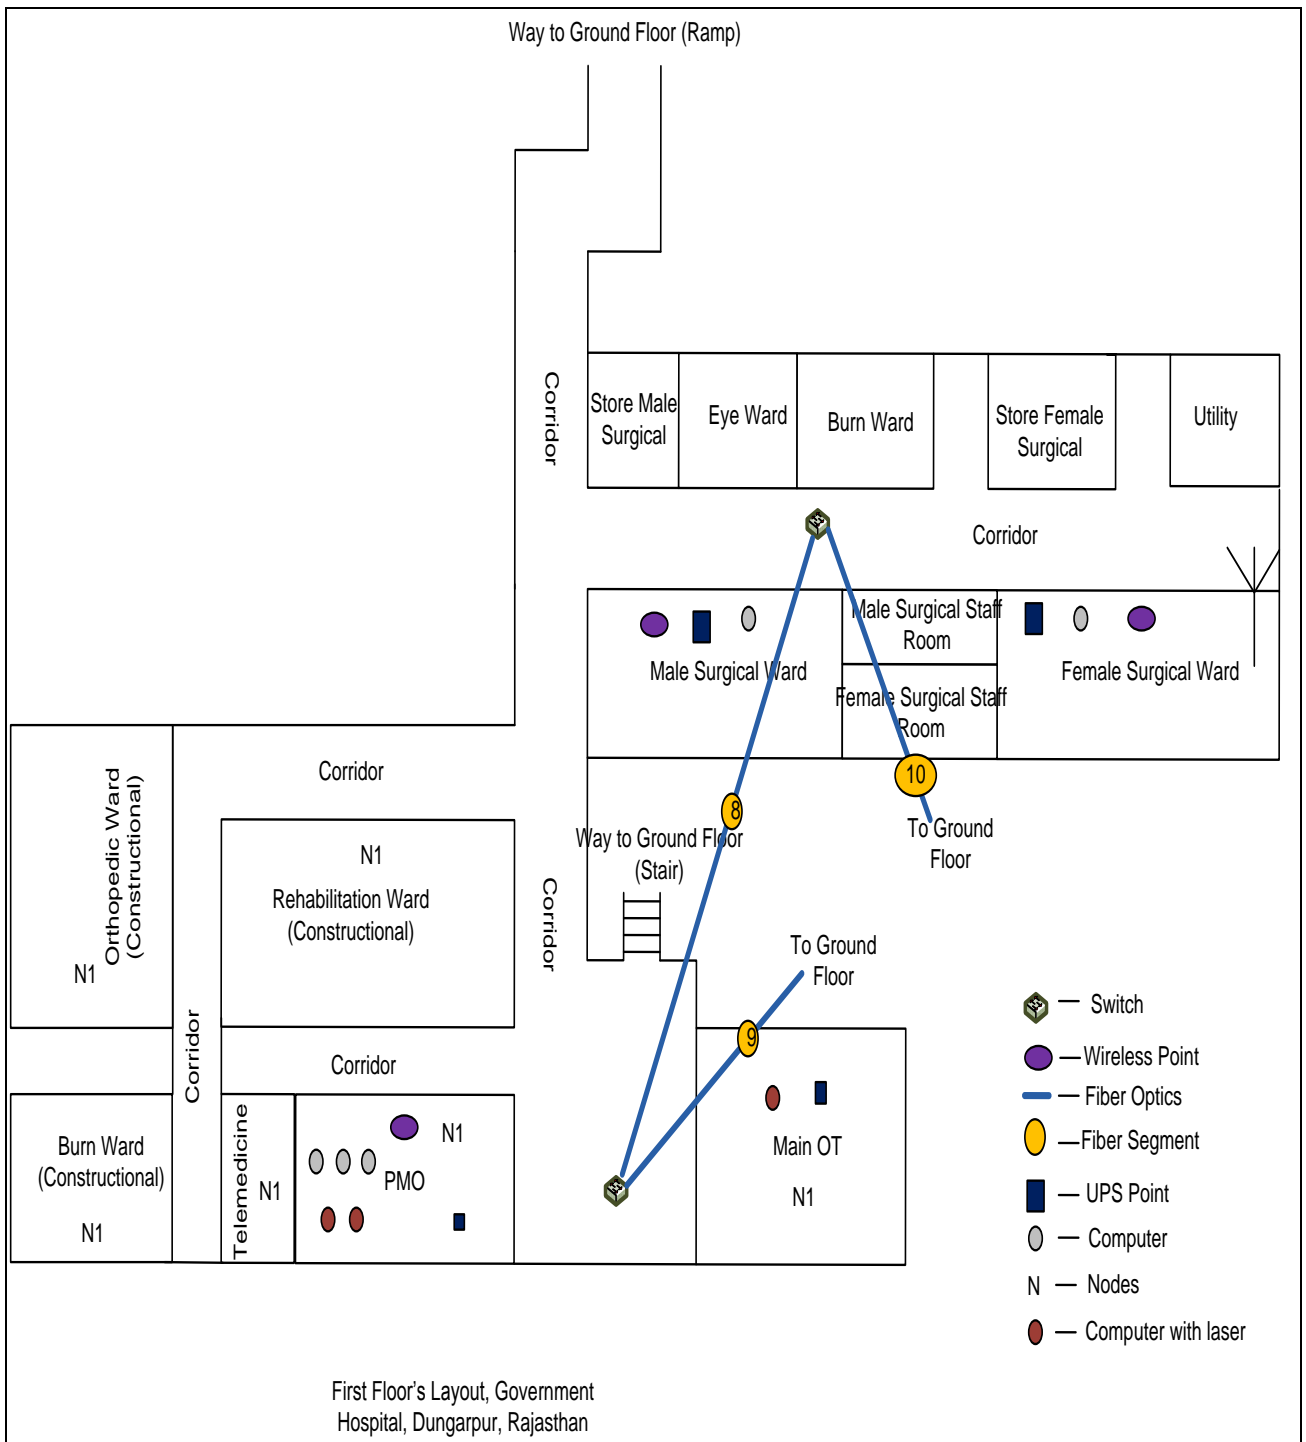 Way to Ground Floor (Ramp)
Corridor
Store Male
Surgical
Eye Ward
Burn Ward
Store Female
Surgical
Utility
Corridor
Male Surgical Ward
Male Surgical Staff
Room
Female Surgical Staff
Room
Female Surgical Ward
10
To Ground
Floor
8
Way to Ground Floor
(Stair)
Corridor
Orthopedic Ward
(Constructional)
N1
Corridor
N1
Rehabilitation Ward
(Constructional)
Corridor
To Ground
Floor
9
Corridor
Corridor
Burn Ward
(Constructional)
N1
Telemedicine
N1
N1
PMO
Main OT
N1
Switch
Wireless Point
Fiber Optics
Fiber Segment
UPS Point
Computer
N Nodes
Computer with laser
First Floor's Layout, Government
Hospital, Dungarpur, Rajasthan